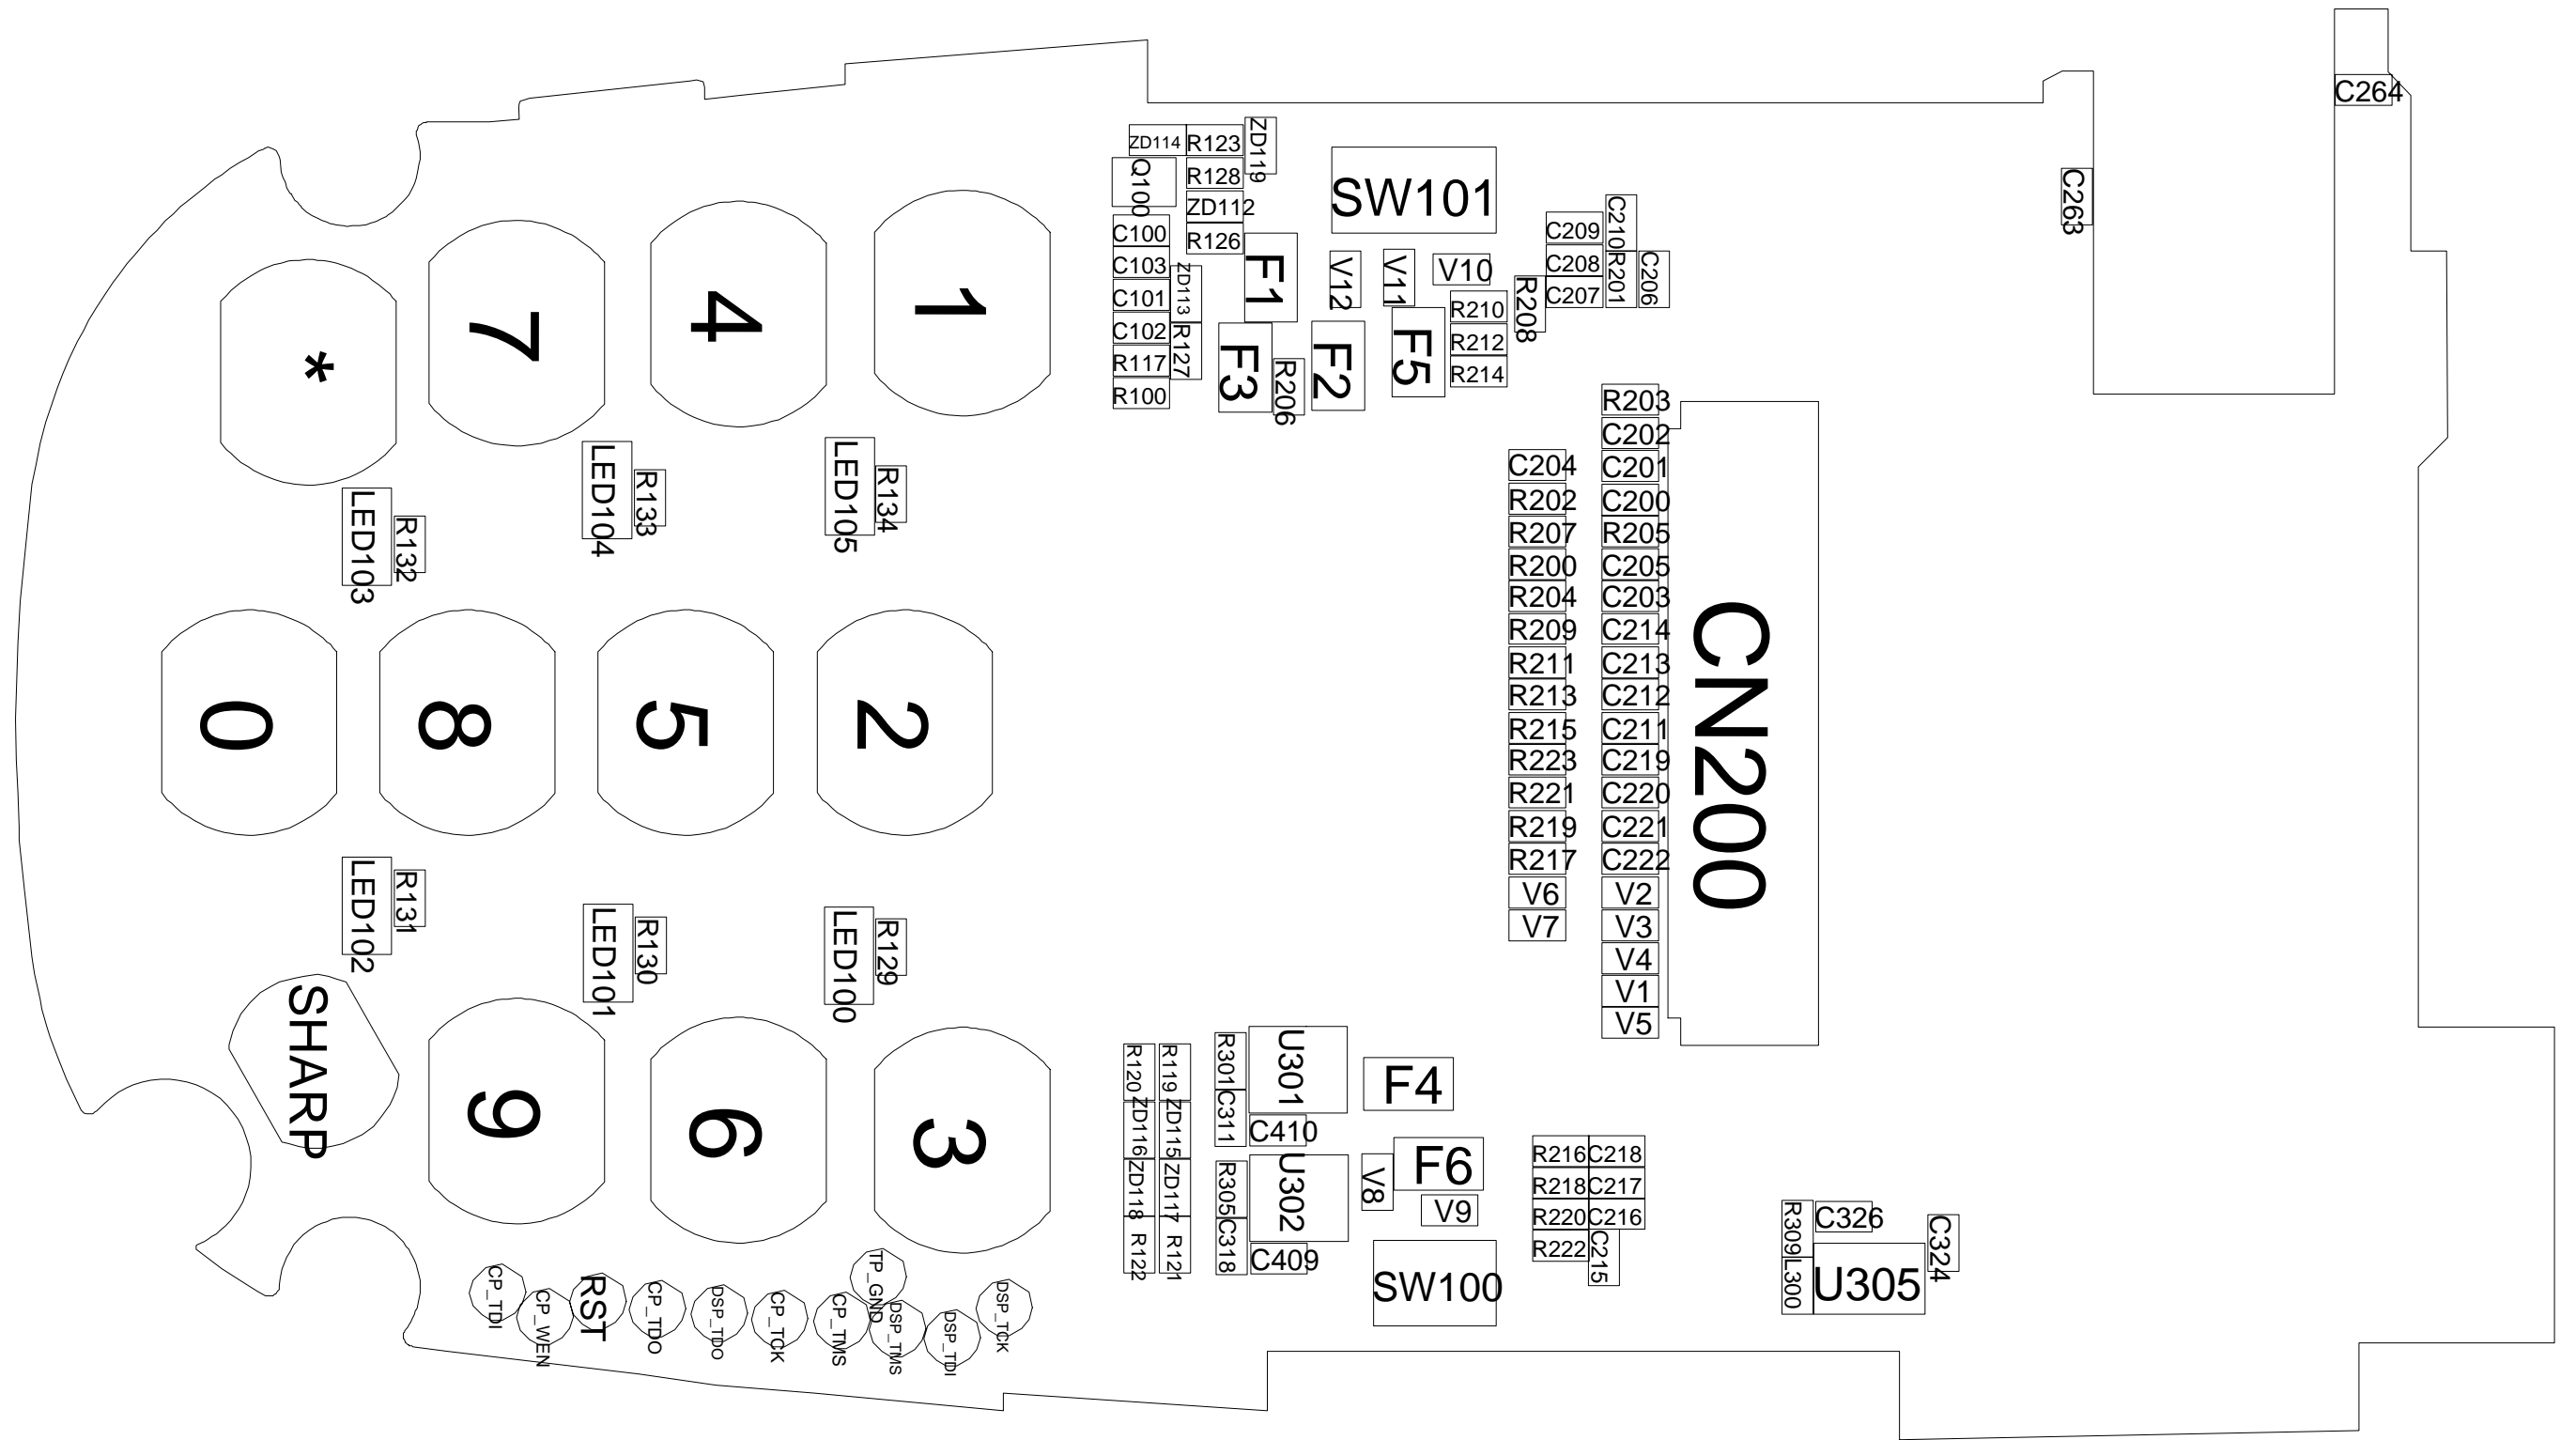 C264
C263
ZD114
R123
ZD119
Q100
R128
ZD112
R126
C100
C103
C101
C102
R117
R100
ZD113
R127
F1
F3
R206
F2
SW101
V12
V11
V10
F5
R210
R212
R214
R208
C209
C208
C207
C210
R201
C206
1
4
7
*
LED103
R132
LED104
R133
LED105
R134
R203
C202
C201
C200
R205
C205
C203
C214
C213
C212
C211
C219
C220
C221
C222
V2
V3
V4
V1
V5
C204
R202
R207
R200
R204
R209
R211
R213
R215
R223
R221
R219
R217
V6
V7
CN200
0
8
5
2
LED102
R131
LED101
R130
LED100
R129
SHARP
9
6
3
R120
ZD116
ZD118
R122
R119
ZD115
ZD117
R121
R301
C311
U301
C410
R305
C318
U302
C409
F4
F6
V8
V9
SW100
R216
C218
R218
C217
R220
C216
R222
C215
R309
L300
C326
U305
C324
CP_TDI
CP_WEN
RST
CP_TDO
DSP_TDO
CP_TCK
CP_TMS
TP_GND
DSP_TMS
DSP_TDI
DSP_TCK